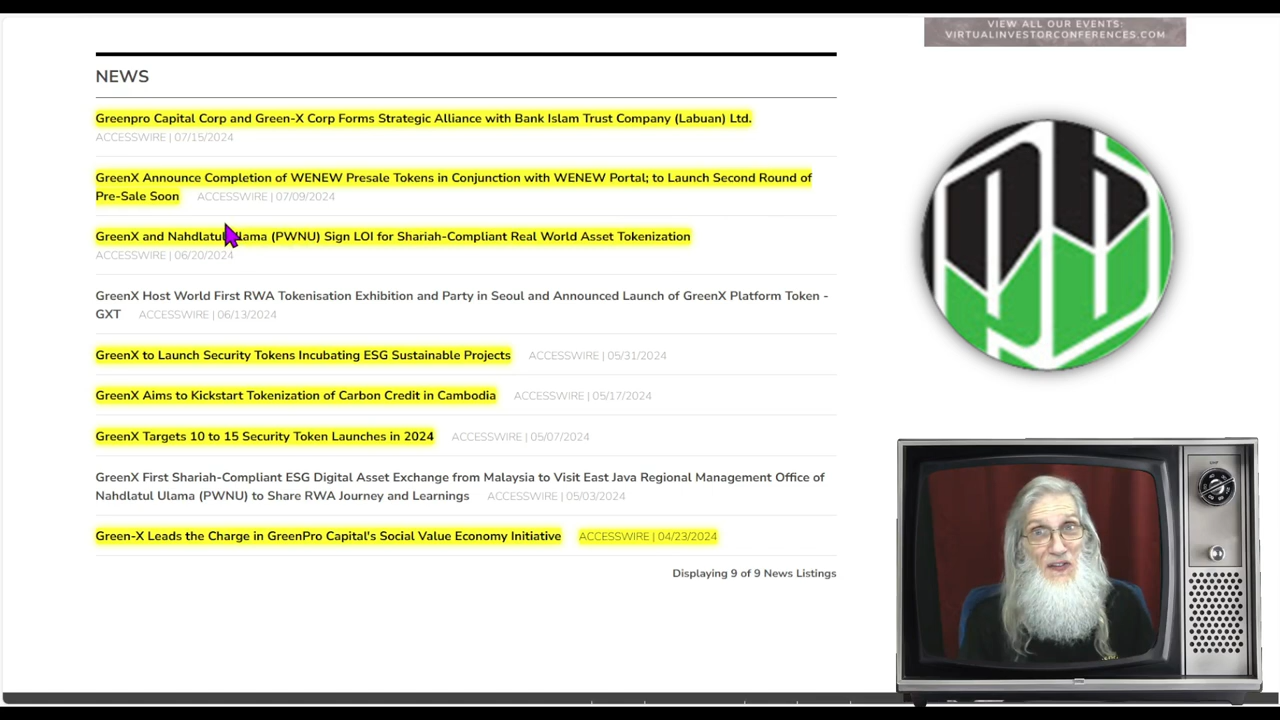 VIEW ALL OUR EVENTS:
VIRTUALINVESTORCONFERENCES.COM
NEWS
Greenpro Capital Corp and Green-X Corp Forms Strategic Alliance with Bank Islam Trust Company (Labuan) Ltd.
ACCESSWIRE | 07/15/2024
GreenX Announce Completion of WENEW Presale Tokens in Conjunction with WENEW Portal; to Launch Second Round of
Pre-Sale Soon ACCESSWIRE | 07/09/2024
GreenX and Nahdlatul Ulama (PWNU) Sign LOI for Shariah-Compliant Real World Asset Tokenization
ACCESSWIRE | 06/20/2024
GreenX Host World First RWA Tokenisation Exhibition and Party in Seoul and Announced Launch of GreenX Platform Token -
GXT ACCESSWIRE | 06/13/2024
GreenX to Launch Security Tokens Incubating ESG Sustainable Projects ACCESSWIRE | 05/31/2024
GreenX Aims to Kickstart Tokenization of Carbon Credit in Cambodia ACCESSWIRE | 05/17/2024
GreenX Targets 10 to 15 Security Token Launches in 2024 ACCESSWIRE | 05/07/2024
GreenX First Shariah-Compliant ESG Digital Asset Exchange from Malaysia to Visit East Java Regional Management Office of
Nahdlatul Ulama (PWNU) to Share RWA Journey and Learnings ACCESSWIRE | 05/03/2024
Green-X Leads the Charge in GreenPro Capital's Social Value Economy Initiative ACCESSWIRE | 04/23/2024
Displaying 9 of 9 News Listings